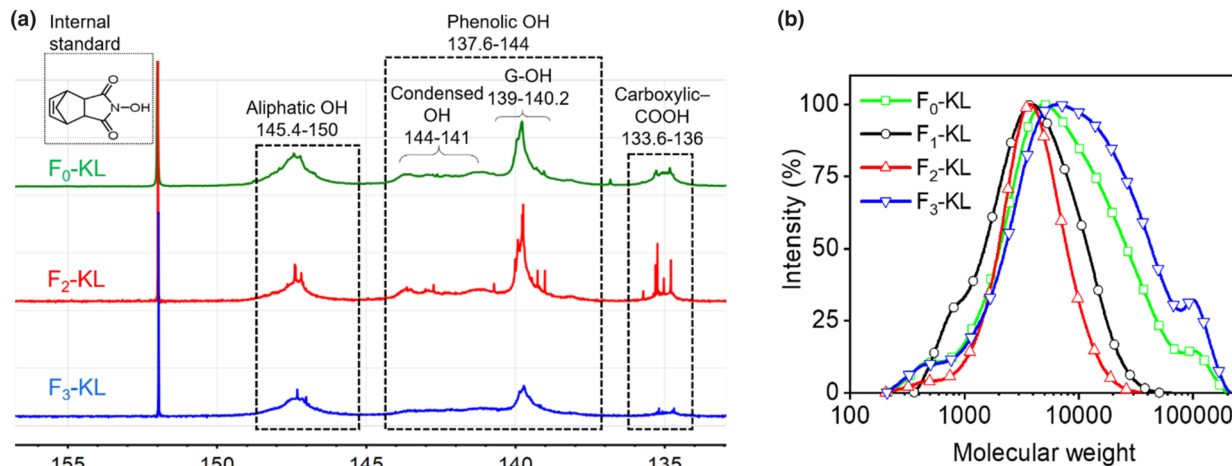 (a)
Internal
standard
O
N
OH
O
Phenolic OH
137.6-144
Aliphatic OH
145.4-150
Condensed
OH
144-141
G-OH
139-140.2
Carboxylic–
COOH
133.6-136
F₀-KL
F₂-KL
F₃-KL
155
150
145
140
135
(b)
F₀-KL
F₁-KL
F₂-KL
F₃-KL
Intensity (%)
100
75
50
25
0
100
1000
10000
100000
Molecular weight